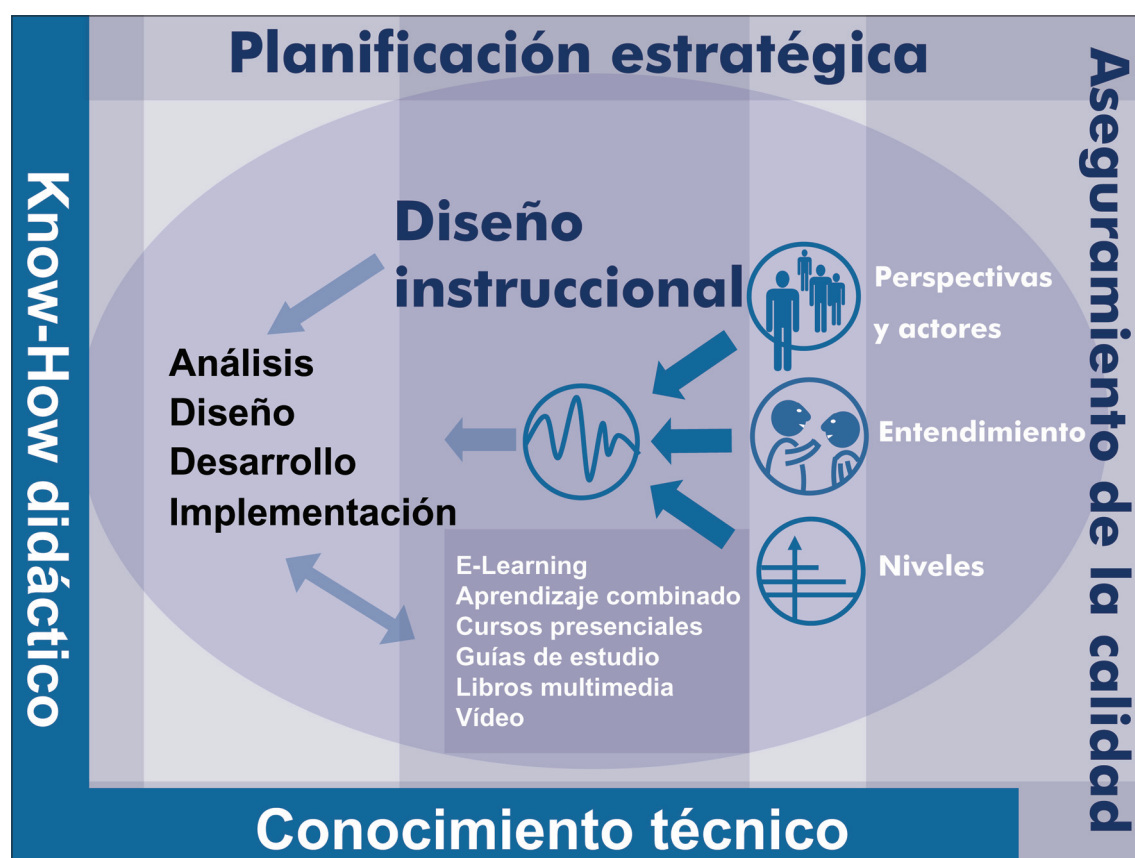 Planificación estratégica
Know-How didáctico
Aseguramiento de la calidad
Diseño
instruccional
Perspectivas
y actores
Análisis
Diseño
Desarrollo
Implementación
Entendimiento
Niveles
E-Learning
Aprendizaje combinado
Cursos presenciales
Guías de estudio
Libros multimedia
Vídeo
Conocimiento técnico